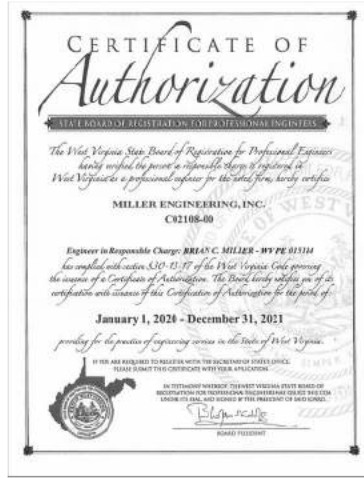 CERTIFICATE OF
Authorization
STATE BOARD OF REGISTRATION FOR PROFESSIONAL ENGINEERS
The West Virginia State Board of Registration for Professional Engineers
having verified the person in responsible charge is registered in
West Virginia as a professional engineer for the noted firm, hereby certifies
MILLER ENGINEERING, INC.
C02108-00
Engineer in Responsible Charge: BRIAN C. MILLER - WV PE
has complied with section §30-13-17 of the West Virginia Code governing
the issuance of a Certificate of Authorization. The Board hereby notifies you of its
certification with issuance of this Certification of Authorization for the period of:
January 1, 2020 - December 31, 2021
providing for the practice of engineering services in the State of West Virginia.
IF YOU ARE REQUIRED TO REGISTER WITH THE SECRETARY OF STATE'S OFFICE,
PLEASE SUBMIT THIS CERTIFICATE WITH YOUR APPLICATION.
IN TESTIMONY WHEREOF, THE WEST VIRGINIA STATE BOARD OF
REGISTRATION FOR PROFESSIONAL ENGINEERS HAS ISSUED THIS COA
UNDER ITS SEAL, AND SIGNED BY THE PRESIDENT OF SAID BOARD.
BOARD PRESIDENT